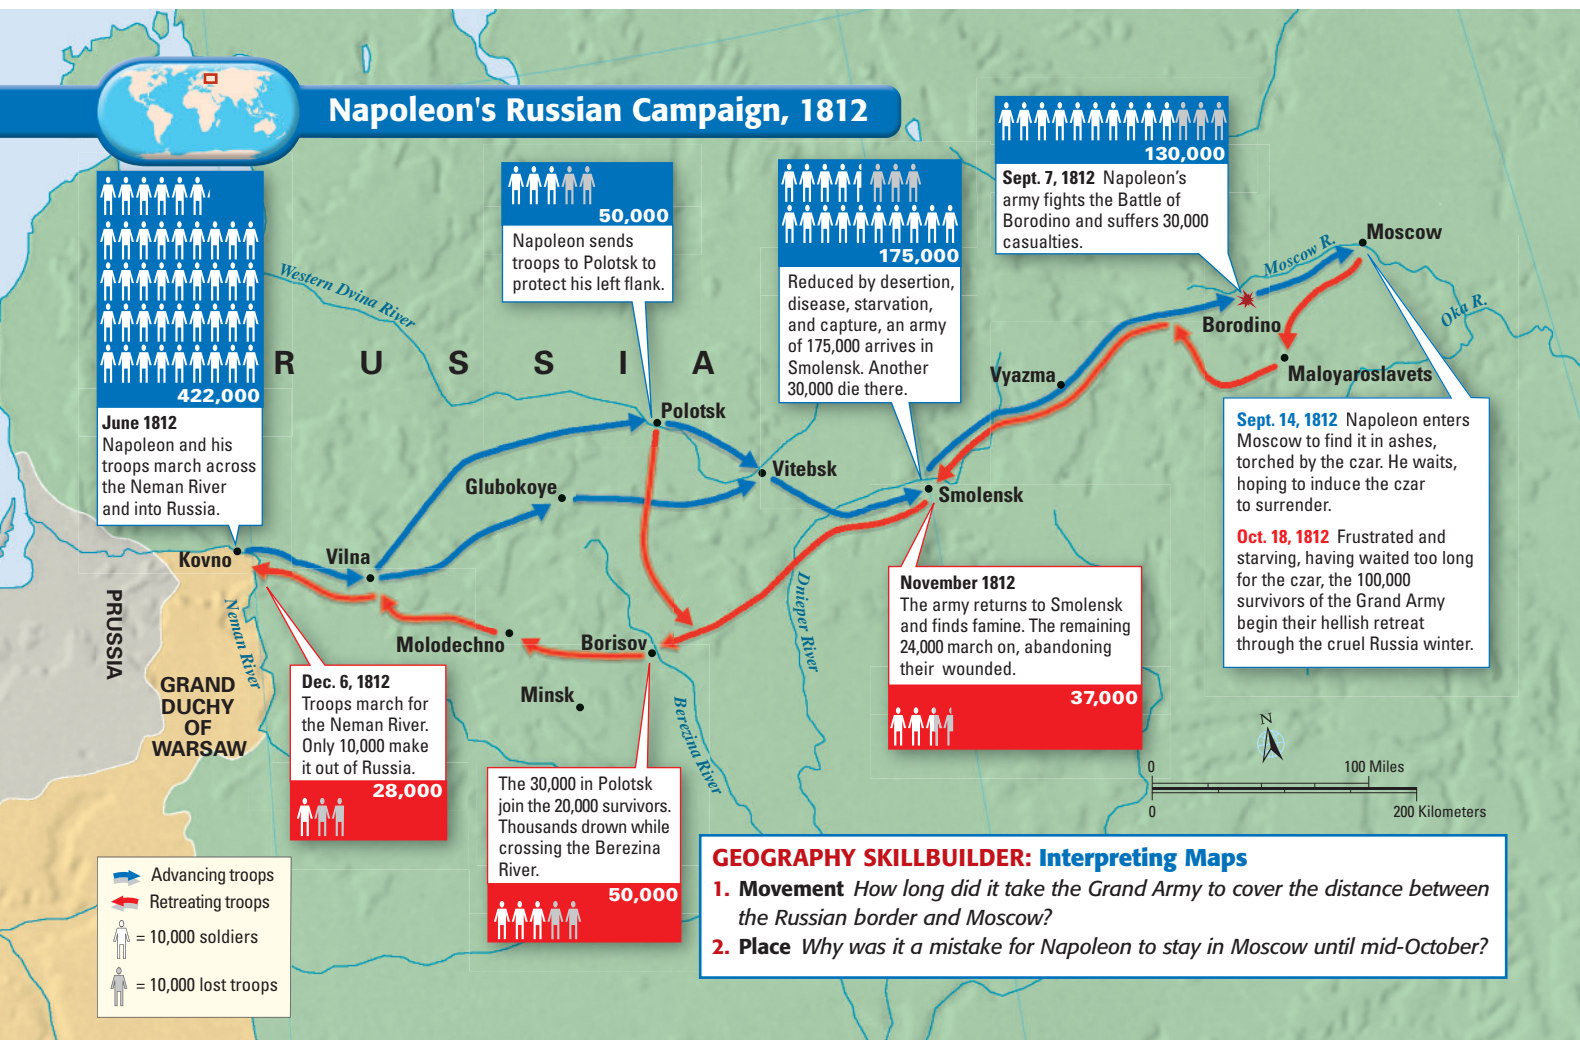 Napoleon's Russian Campaign, 1812
422,000
June 1812
Napoleon and his
troops march across
the Neman River
and into Russia.
50,000
Napoleon sends
troops to Polotsk to
protect his left flank.
175,000
Reduced by desertion,
disease, starvation,
and capture, an army
of 175,000 arrives in
Smolensk. Another
30,000 die there.
130,000
Sept. 7, 1812 Napoleon's
army fights the Battle of
Borodino and suffers 30,000
casualties.
Moscow
Moscow R.
Oka R.
Borodino
Maloyaroslavets
Western Dvina River
RUSSIA
Vyazma
Polotsk
Vitebsk
Glubokoye
Smolensk
Sept. 14, 1812 Napoleon enters
Moscow to find it in ashes,
torched by the czar. He waits,
hoping to induce the czar
to surrender.
Oct. 18, 1812 Frustrated and
starving, having waited too long
for the czar, the 100,000
survivors of the Grand Army
begin their hellish retreat
through the cruel Russia winter.
Kovno
Vilna
PRUSSIA
Neman River
Molodechno
Borisov
Dnieper River
Minsk
Berezina River
GRAND
DUCHY
OF
WARSAW
November 1812
The army returns to Smolensk
and finds famine. The remaining
24,000 march on, abandoning
their wounded.
37,000
Dec. 6, 1812
Troops march for
the Neman River.
Only 10,000 make
it out of Russia.
28,000
The 30,000 in Polotsk
join the 20,000 survivors.
Thousands drown while
crossing the Berezina
River.
50,000
N
0 100 Miles
0 200 Kilometers
Advancing troops
Retreating troops
= 10,000 soldiers
= 10,000 lost troops
GEOGRAPHY SKILLBUILDER: Interpreting Maps
1. Movement How long did it take the Grand Army to cover the distance between
the Russian border and Moscow?
2. Place Why was it a mistake for Napoleon to stay in Moscow until mid-October?